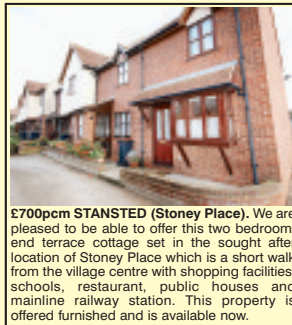 £700pcm STANSTED (Stoney Place). We are
pleased to be able to offer this two bedroom
end terrace cottage set in the sought after
location of Stoney Place which is a short walk
from the village centre with shopping facilities,
schools, restaurant, public houses and
mainline railway station. This property is
offered furnished and is available now.